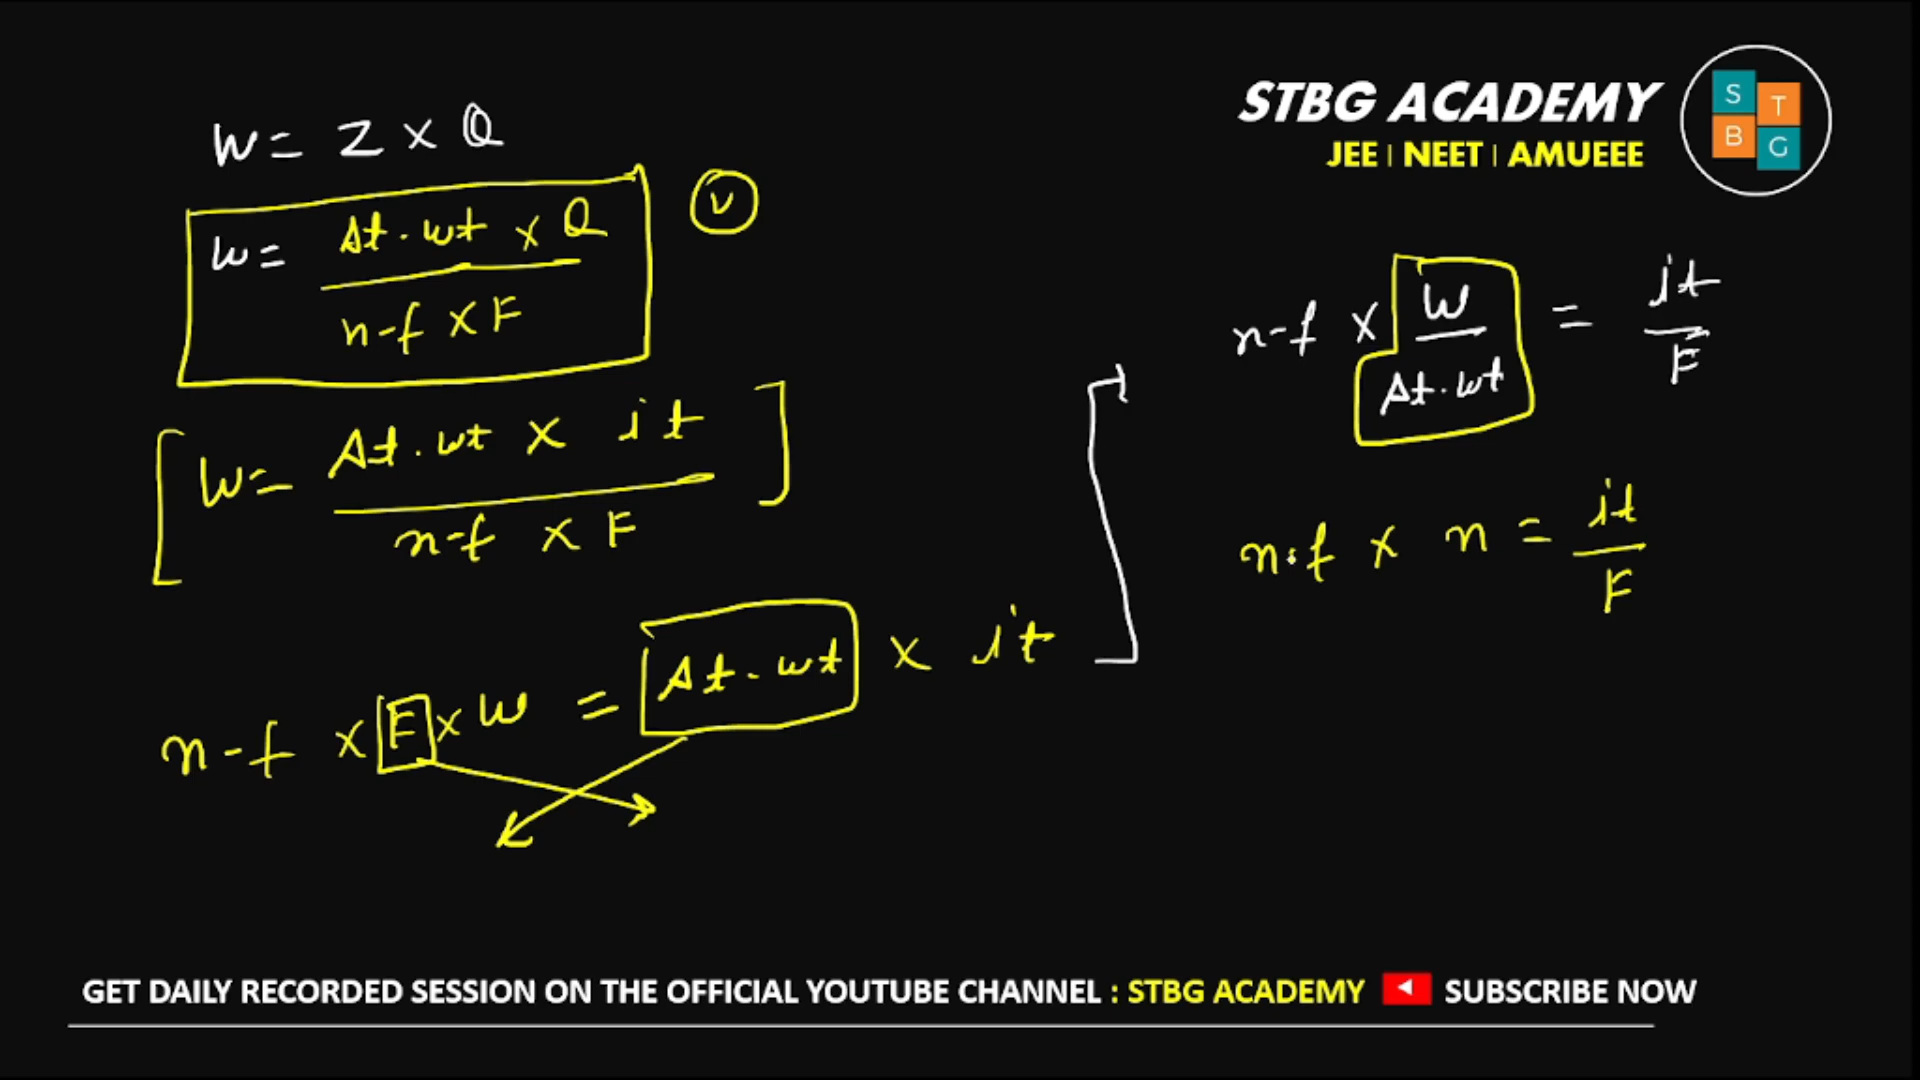 W = Z × Q
W = At. wt × Q
n-f × F
V
W = At. wt × it
n-f × F
n-f × F × W = At. wt × it
STBG ACADEMY
JEE | NEET | AMUEEE
S T
B G
n-f × W = it
At. wt F
n.f × n = it
F
GET DAILY RECORDED SESSION ON THE OFFICIAL YOUTUBE CHANNEL : STBG ACADEMY SUBSCRIBE NOW